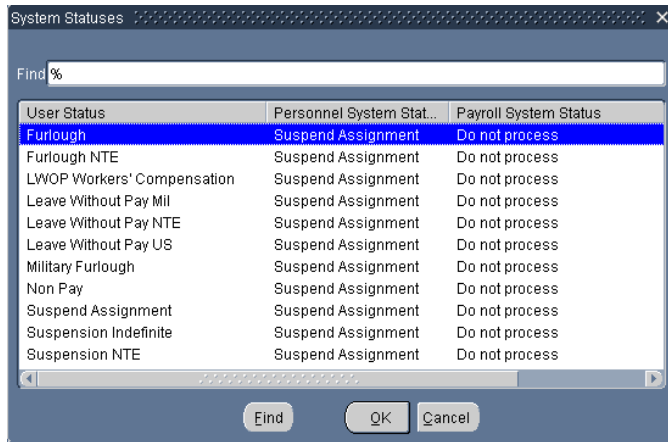 System Statuses
Find %
User Status Personnel System Stat... Payroll System Status
Furlough Suspend Assignment Do not process
Furlough NTE Suspend Assignment Do not process
LWOP Workers' Compensation Suspend Assignment Do not process
Leave Without Pay Mil Suspend Assignment Do not process
Leave Without Pay NTE Suspend Assignment Do not process
Leave Without Pay US Suspend Assignment Do not process
Military Furlough Suspend Assignment Do not process
Non Pay Suspend Assignment Do not process
Suspend Assignment Suspend Assignment Do not process
Suspension Indefinite Suspend Assignment Do not process
Suspension NTE Suspend Assignment Do not process
Find OK Cancel